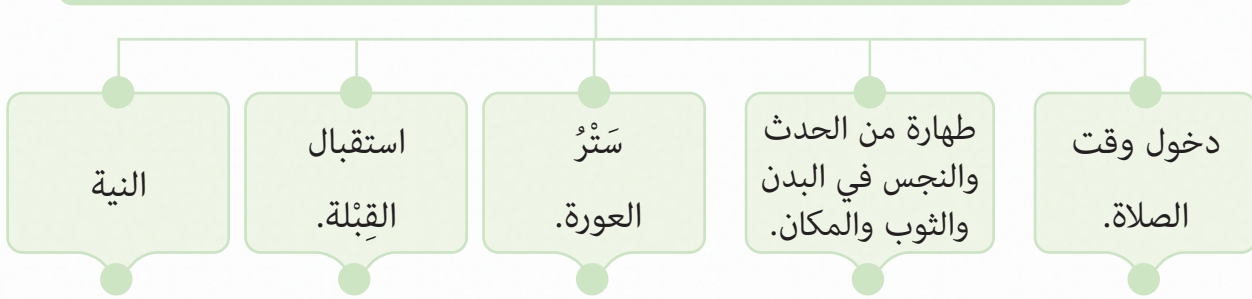 دخول وقت
الصلاة.
طهارة من الحدث
والنجس في البدن
والثوب والمكان.
سَتْرُ
العورة.
استقبال
القِبْلة.
النية